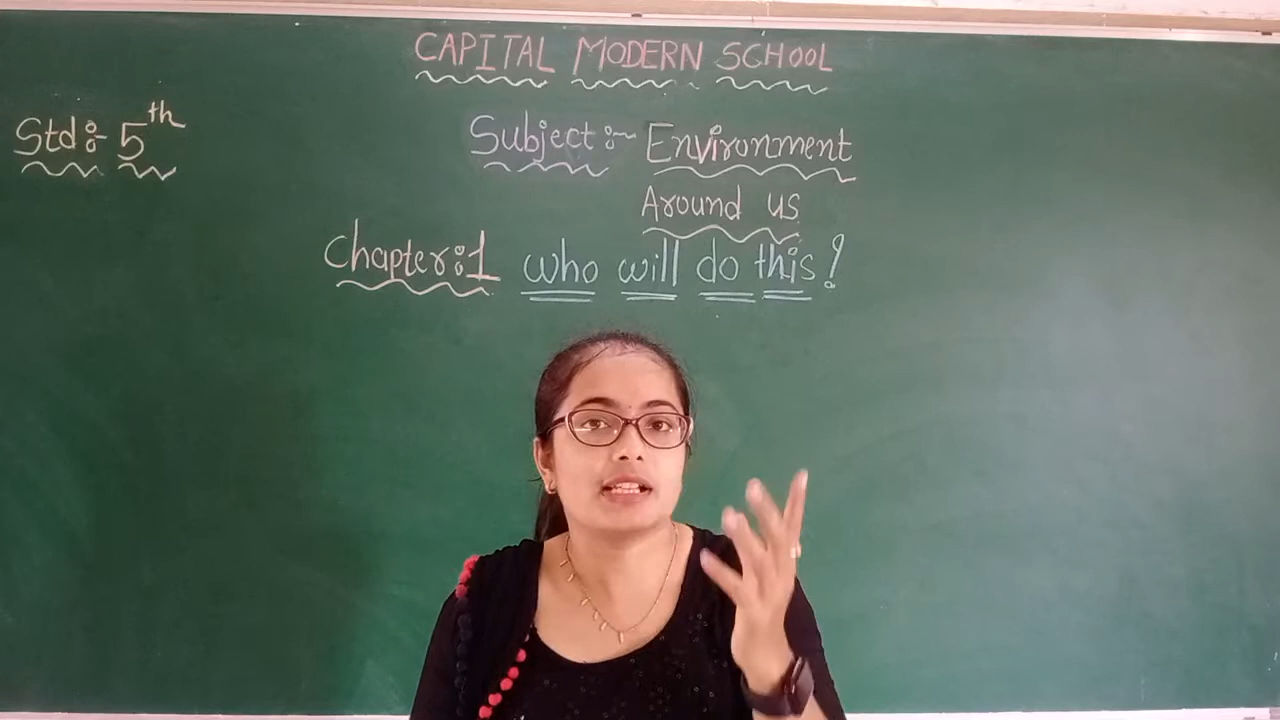 CAPITAL MODERN SCHOOL
Std:- 5th
Subject:- Environment
Around us
Chapter:1 who will do this!